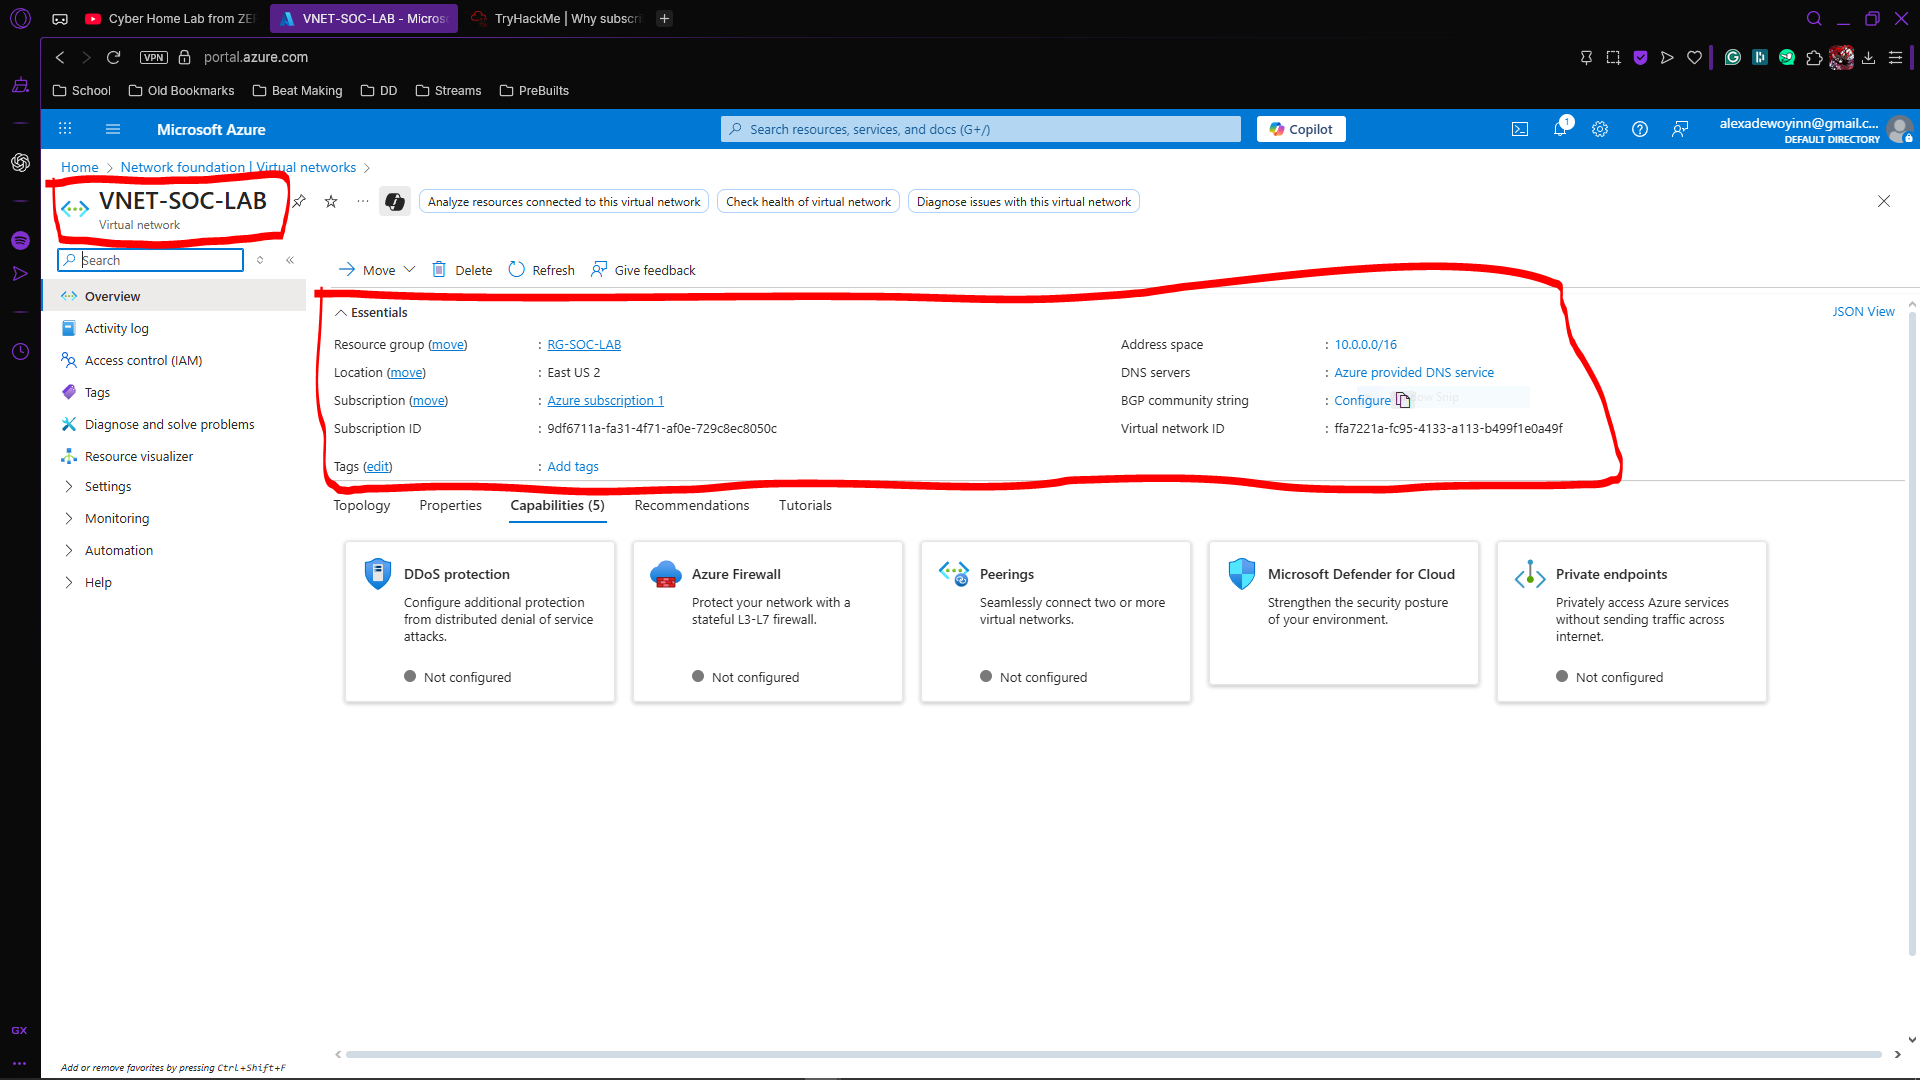 Cyber Home Lab from ZE
VNET-SOC-LAB - Micros
TryHackMe | Why subscri
VPN
portal.azure.com
School
Old Bookmarks
Beat Making
DD
Streams
PreBuilts
Microsoft Azure
Search resources, services, and docs (G+/)
Copilot
1
alexadewoyinn@gmail.c...
DEFAULT DIRECTORY
Home > Network foundation | Virtual networks >
VNET-SOC-LAB
Virtual network
Analyze resources connected to this virtual network
Check health of virtual network
Diagnose issues with this virtual network
Search
Move
Delete
Refresh
Give feedback
Overview
Activity log
Access control (IAM)
Tags
Diagnose and solve problems
Resource visualizer
Settings
Monitoring
Automation
Help
Essentials
JSON View
Resource group (move) : RG-SOC-LAB
Location (move) : East US 2
Subscription (move) : Azure subscription 1
Subscription ID : 9df6711a-fa31-4f71-af0e-729c8ec8050c
Tags (edit) : Add tags
Address space : 10.0.0.0/16
DNS servers : Azure provided DNS service
BGP community string : Configure
Virtual network ID : ffa7221a-fc95-4133-a113-b499f1e0a49f
Topology
Properties
Capabilities (5)
Recommendations
Tutorials
DDoS protection
Configure additional protection
from distributed denial of service
attacks.
Not configured
Azure Firewall
Protect your network with a
stateful L3-L7 firewall.
Not configured
Peerings
Seamlessly connect two or more
virtual networks.
Not configured
Microsoft Defender for Cloud
Strengthen the security posture
of your environment.
Private endpoints
Privately access Azure services
without sending traffic across
internet.
Not configured
GX
Add or remove favorites by pressing Ctrl+Shift+F